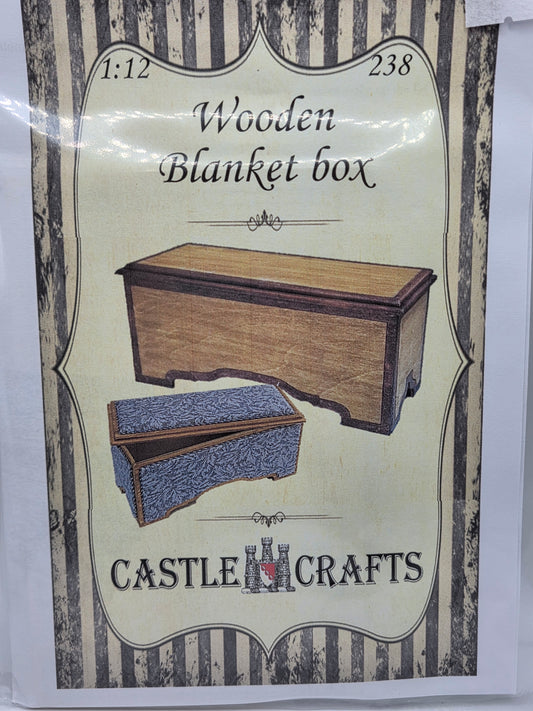 1:12 238
Wooden
Blanket box
CASTLE CRAFTS